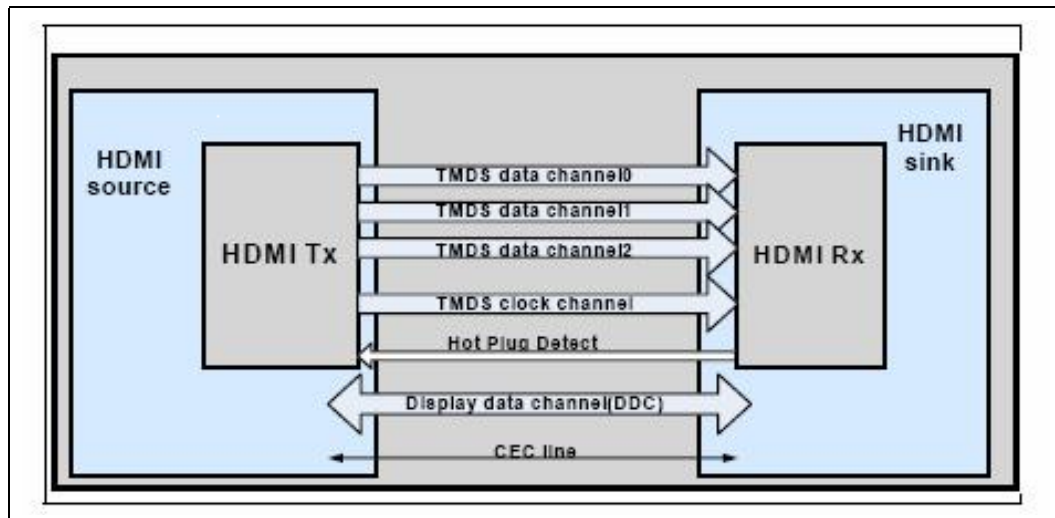 HDMI
source
HDMI Tx
TMDS data channel0
TMDS data channel1
TMDS data channel2
TMDS clock channel
Hot Plug Detect
Display data channel(DDC)
CEC line
HDMI Rx
HDMI
sink